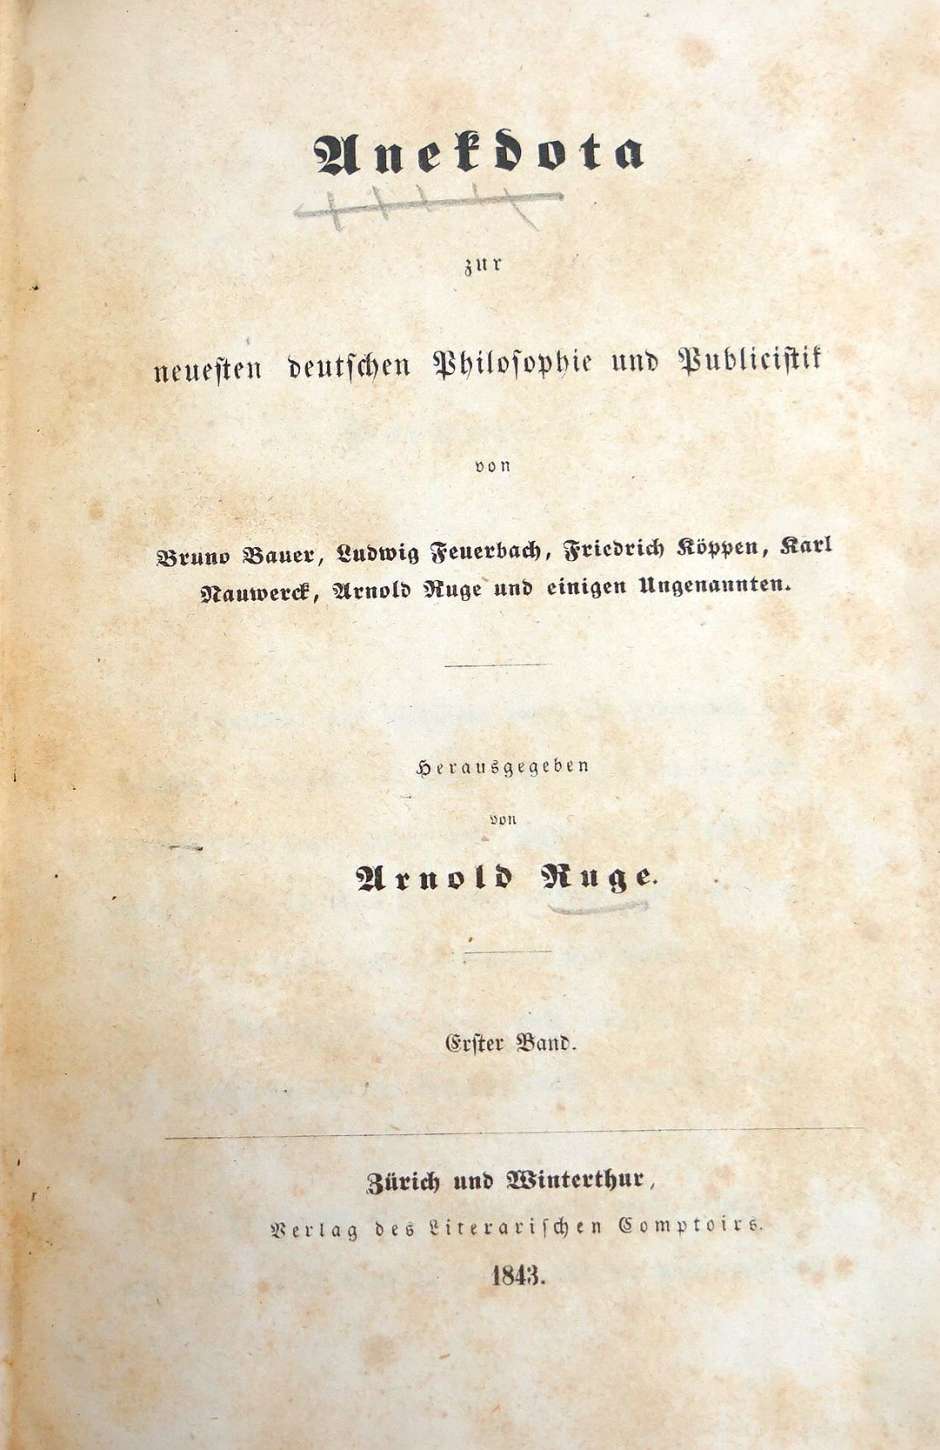 Anekdota
zur
neuesten deutschen Philosophie und Publicistik
von
Bruno Bauer, Ludwig Feuerbach, Friedrich Köppen, Karl
Nauwerck, Arnold Ruge und einigen Ungenannten.
Herausgegeben
von
Arnold Ruge.
Erster Band.
Zürich und Winterthur,
Verlag des Literarischen Comptoirs.
1843.